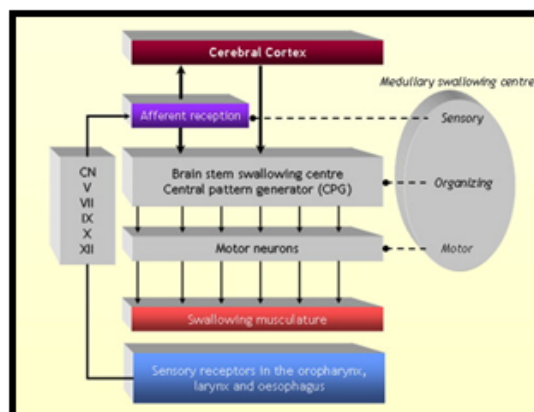 Cerebral Cortex
Medullary swallowing centre
Afferent reception
Sensory
CN
V
VII
IX
X
XII
Brain stem swallowing centre
Central pattern generator (CPG)
Organizing
Motor neurons
Motor
Swallowing musculature
Sensory receptors in the oropharynx,
larynx and oesophagus